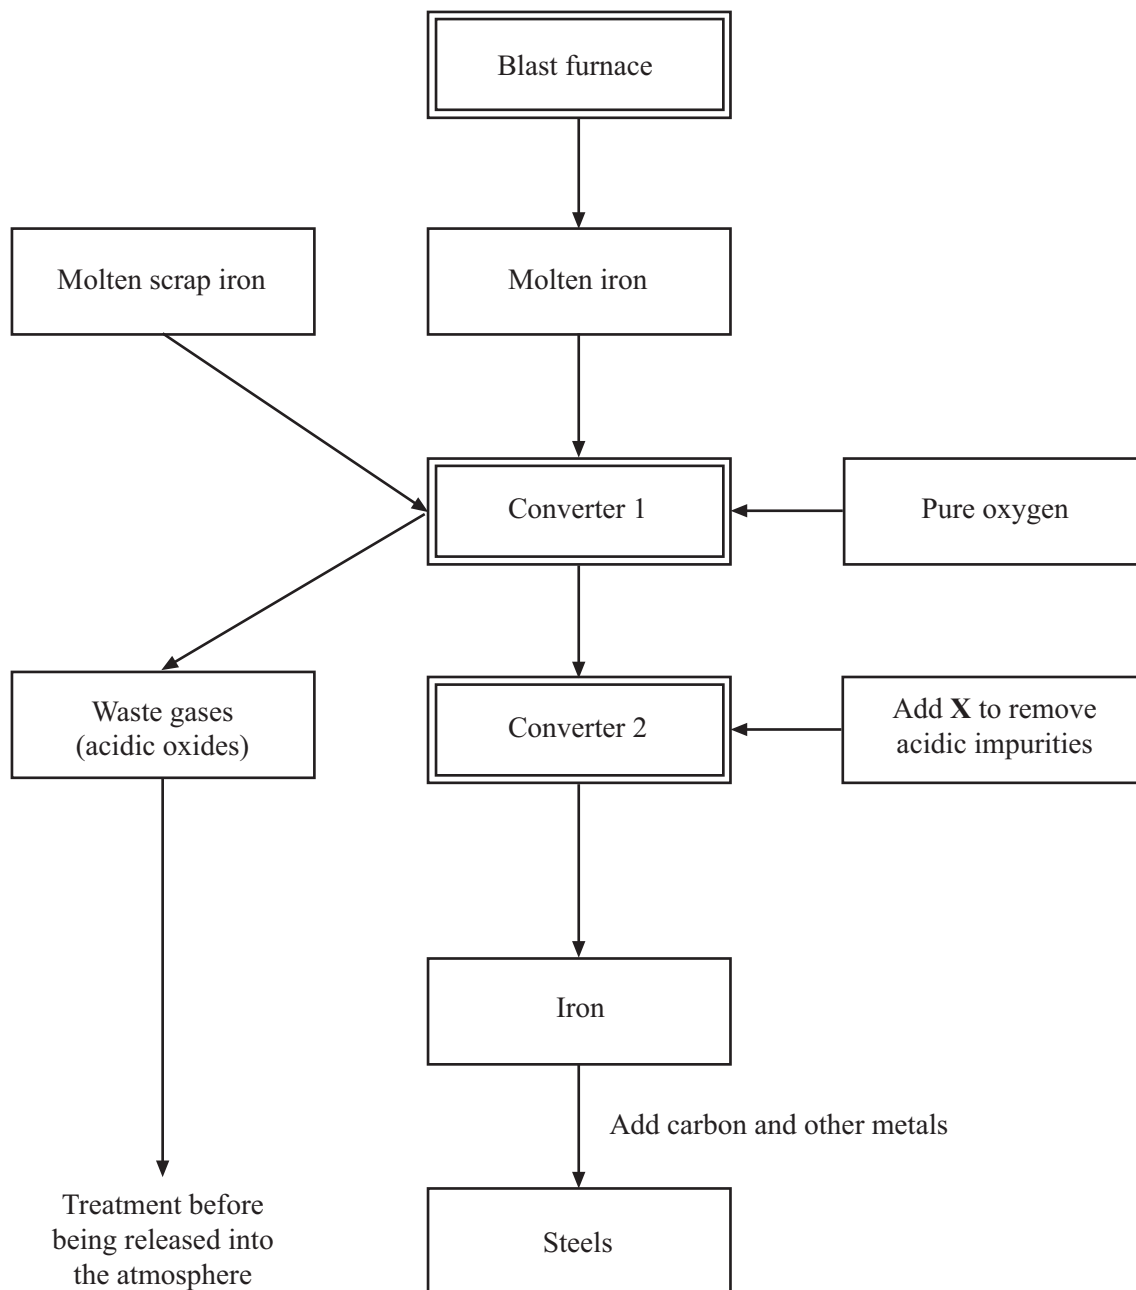 Blast furnace
Molten scrap iron
Molten iron
Converter 1
Pure oxygen
Waste gases
(acidic oxides)
Converter 2
Add X to remove
acidic impurities
Iron
Add carbon and other metals
Treatment before
being released into
the atmosphere
Steels